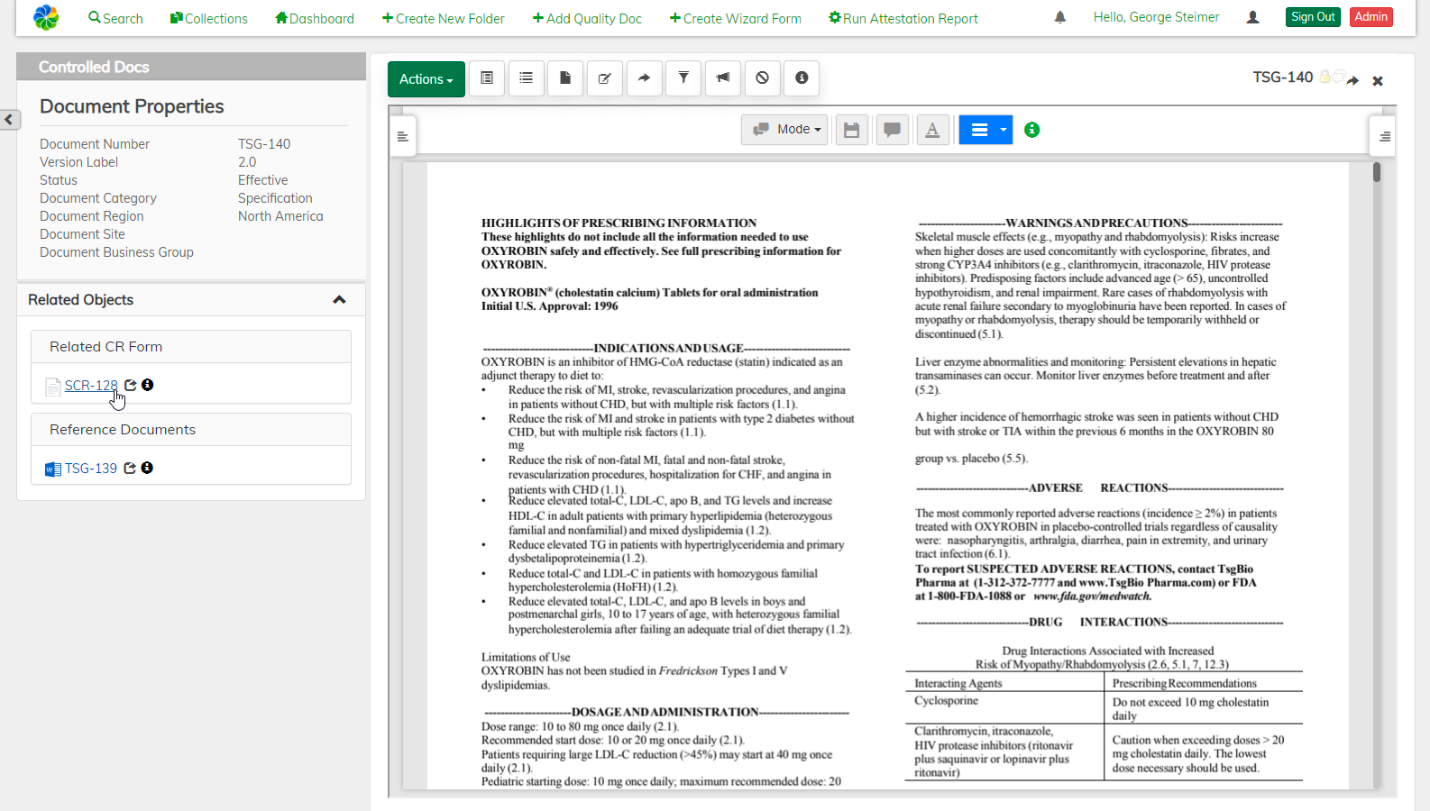 Search Collections Dashboard Create New Folder Add Quality Doc Create Wizard Form Run Attestation Report Hello, George Steimer Sign Out Admin
Controlled Docs
Document Properties
Document Number TSG-140
Version Label 2.0
Status Effective
Document Category Specification
Document Region North America
Document Site
Document Business Group
Related Objects
Related CR Form
SCR-128
Reference Documents
TSG-139
Actions
TSG-140
Mode
HIGHLIGHTS OF PRESCRIBING INFORMATION
These highlights do not include all the information needed to use
OXYROBIN safely and effectively. See full prescribing information for
OXYROBIN.
OXYROBIN® (cholestatin calcium) Tablets for oral administration
Initial U.S. Approval: 1996
----------------------INDICATIONS AND USAGE---------------------
OXYROBIN is an inhibitor of HMG-CoA reductase (statin) indicated as
adjunct therapy to diet to:
• Reduce the risk of MI, stroke, revascularization procedures, and angina
in patients without CHD, but with multiple risk factors (1.1).
• Reduce the risk of MI and stroke in patients with type 2 diabetes without
CHD, but with multiple risk factors (1.1).
mg
• Reduce the risk of non-fatal MI, fatal and non-fatal stroke,
revascularization procedures, hospitalization for CHF, and angina in
patients with CHD (1.1).
• Reduce elevated total-C, LDL-C, apo B, and TG levels and increase
HDL-C in adult patients with primary hyperlipidemia (heterozygous
familial and nonfamilial) and mixed dyslipidemia (1.2).
• Reduce elevated TG in patients with hypertriglyceridemia and primary
dysbetalipoproteinemia (1.2).
• Reduce total-C and LDL-C in patients with homozygous familial
hypercholesterolemia (HoFH) (1.2).
• Reduce elevated total-C, LDL-C, and apo B levels in boys and
postmenarchal girls, 10 to 17 years of age, with heterozygous familial
hypercholesterolemia after failing an adequate trial of diet therapy (1.2).
Limitations of Use
OXYROBIN has not been studied in Fredrickson Types I and V
dyslipidemias.
----------------------DOSAGE AND ADMINISTRATION----------------------
Dose range: 10 to 80 mg once daily (2.1).
Recommended start dose: 10 or 20 mg once daily (2.1).
Patients requiring large LDL-C reduction (>45%) may start at 40 mg once
daily (2.1).
Pediatric starting dose: 10 mg once daily; maximum recommended dose: 20
----------------------WARNINGS AND PRECAUTIONS----------------------
Skeletal muscle effects (e.g., myopathy and rhabdomyolysis): Risks increase
when higher doses are used concomitantly with cyclosporine, fibrates, and
strong CYP3A4 inhibitors (e.g., clarithromycin, itraconazole, HIV protease
inhibitors). Predisposing factors include advanced age (> 65), uncontrolled
hypothyroidism, and renal impairment. Rare cases of rhabdomyolysis with
acute renal failure secondary to myoglobinuria have been reported. In cases of
myopathy or rhabdomyolysis, therapy should be temporarily withheld or
discontinued (5.1).
Liver enzyme abnormalities and monitoring: Persistent elevations in hepatic
transaminases can occur. Monitor liver enzymes before treatment and after
(5.2).
A higher incidence of hemorrhagic stroke was seen in patients without CHD
but with stroke or TIA within the previous 6 months in the OXYROBIN 80
group vs. placebo (5.5).
----------------------------ADVERSE REACTIONS----------------------------
The most commonly reported adverse reactions (incidence ≥ 2%) in patients
treated with OXYROBIN in placebo-controlled trials regardless of causality
were: nasopharyngitis, arthralgia, diarrhea, pain in extremity, and urinary
tract infection (6.1).
To report SUSPECTED ADVERSE REACTIONS, contact TsgBio
Pharma at (1-312-372-7777 and www.TsgBio Pharma.com) or FDA
at 1-800-FDA-1088 or www.fda.gov/medwatch.
----------------------------DRUG INTERACTIONS----------------------------
Drug Interactions Associated with Increased
Risk of Myopathy/Rhabdomyolysis (2.6, 5.1, 7, 12.3)
Interacting Agents Prescribing Recommendations
Cyclosporine Do not exceed 10 mg cholestatin
daily
Clarithromycin, itraconazole,
HIV protease inhibitors (ritonavir
plus saquinavir or lopinavir plus
ritonavir)
Caution when exceeding doses > 20
mg cholestatin daily. The lowest
dose necessary should be used.